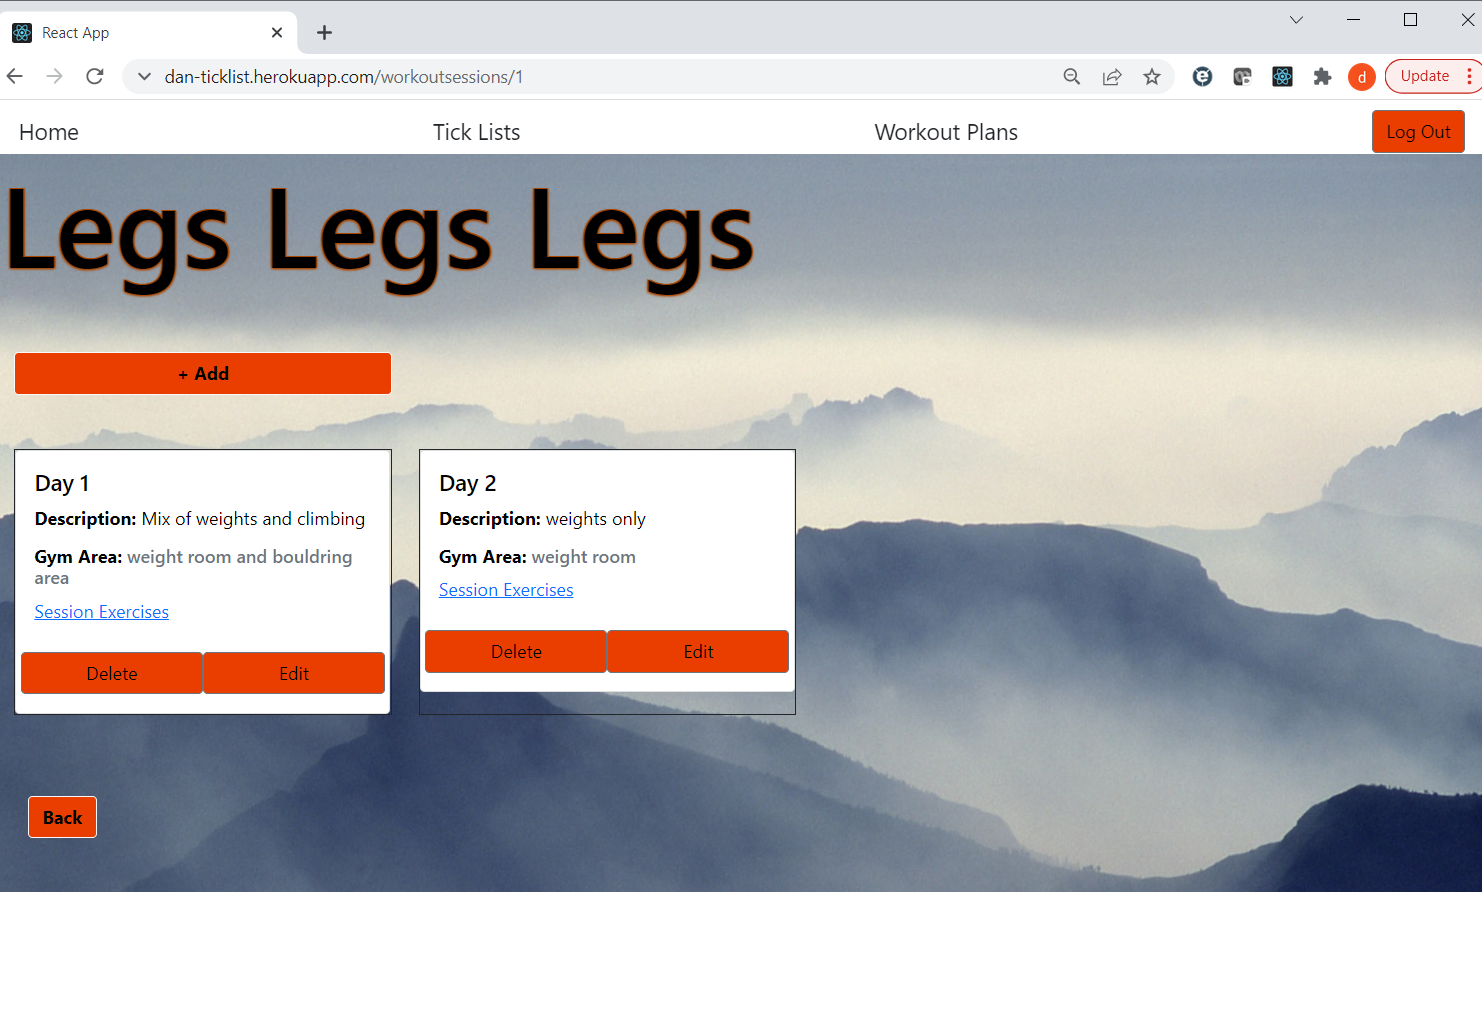 React App
dan-ticklist.herokuapp.com/workoutsessions/1
d
Update
Home
Tick Lists
Workout Plans
Log Out
Legs Legs Legs
+ Add
Day 1
Description: Mix of weights and climbing
Gym Area: weight room and bouldring
area
Session Exercises
Delete
Edit
Day 2
Description: weights only
Gym Area: weight room
Session Exercises
Delete
Edit
Back